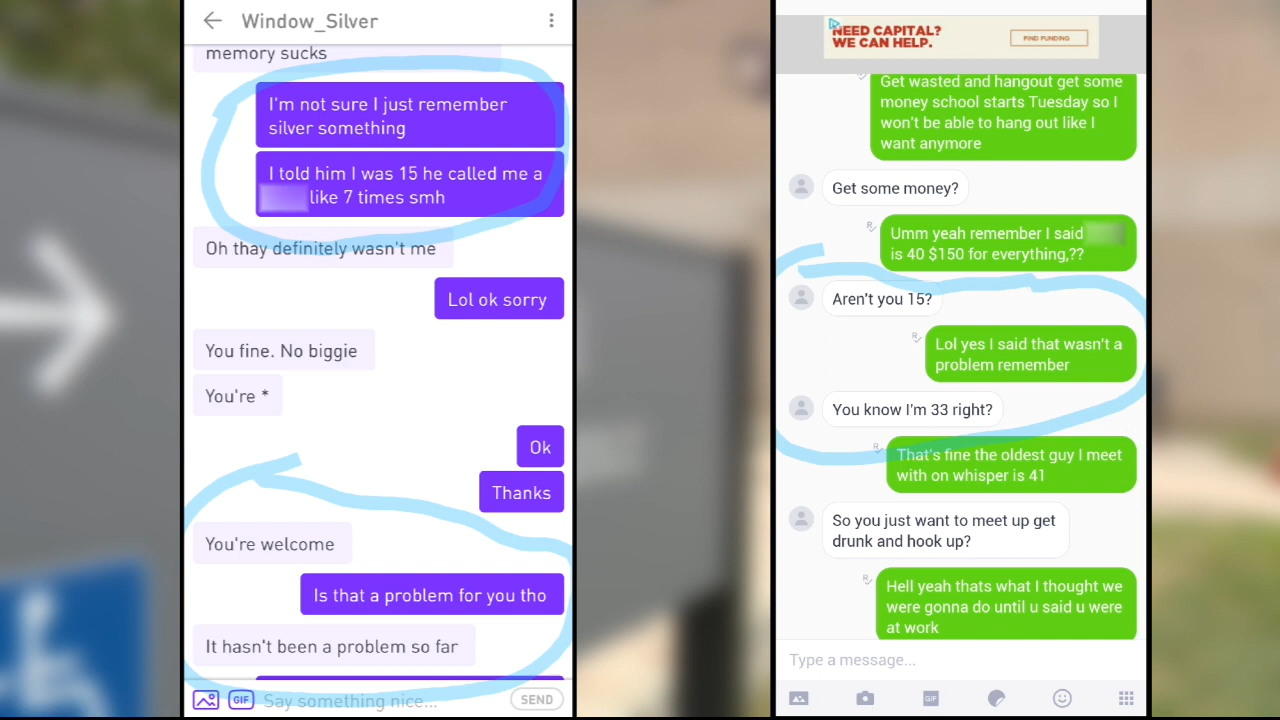 Window_Silver
memory sucks
I'm not sure I just remember
silver something
I told him I was 15 he called me a
like 7 times smh
Oh thay definitely wasn't me
Lol ok sorry
You fine. No biggie
You're *
Ok
Thanks
You're welcome
Is that a problem for you tho
It hasn't been a problem so far
GIF
Say something nice...
SEND
NEED CAPITAL?
WE CAN HELP.
FIND FUNDING
Get wasted and hangout get some
money school starts Tuesday so I
won't be able to hang out like I
want anymore
Get some money?
Umm yeah remember I said
is 40 $150 for everything,??
Aren't you 15?
Lol yes I said that wasn't a
problem remember
You know I'm 33 right?
That's fine the oldest guy I meet
with on whisper is 41
So you just want to meet up get
drunk and hook up?
Hell yeah thats what I thought we
were gonna do until u said u were
at work
Type a message...
GIF